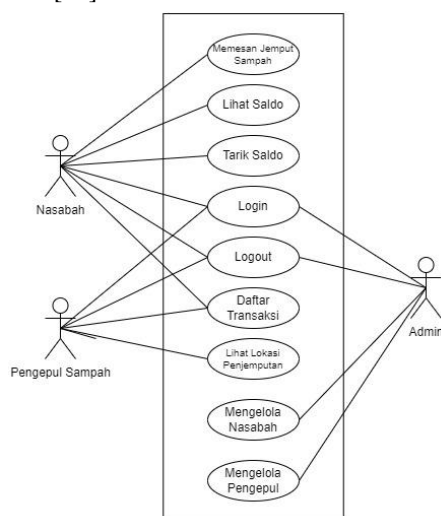 Memesan Jemput
Sampah
Lihat Saldo
Tarik Saldo
Nasabah
Login
Logout
Daftar
Transaksi
Admin
Pengepul Sampah
Lihat Lokasi
Penjemputan
Mengelola
Nasabah
Mengelola
Pengepul